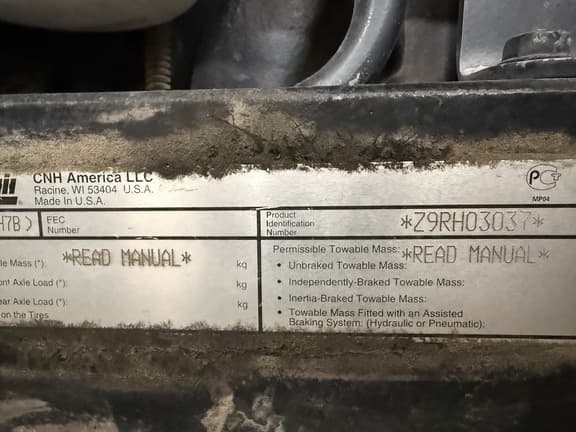 CNH America LLC
Racine, WI 53404 U.S.A.
Made in U.S.A.
PCT
MP04
H7B)
EEC
Number
Product
Identification
Number
*Z9RH03037*
le Mass (*):
*READ MANUAL*
kg
ont Axle Load (*):
kg
ear Axle Load (*):
kg
on the Tires
Permissible Towable Mass:
*READ MANUAL*
• Unbraked Towable Mass:
• Independently-Braked Towable Mass:
• Inertia-Braked Towable Mass:
• Towable Mass Fitted with an Assisted
Braking System: (Hydraulic or Pneumatic):